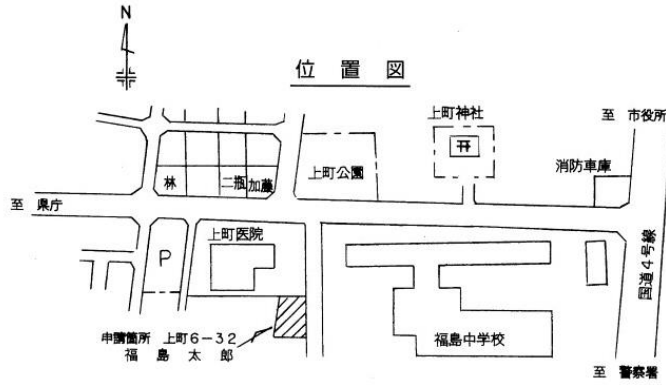 N
位置図
上町神社
至 市役所
林
二瓶
加藤
上町公園
消防車庫
至 県庁
上町医院
P
国道4号線
申請箇所 上町6-32
福島太郎
福島中学校
至 警察署